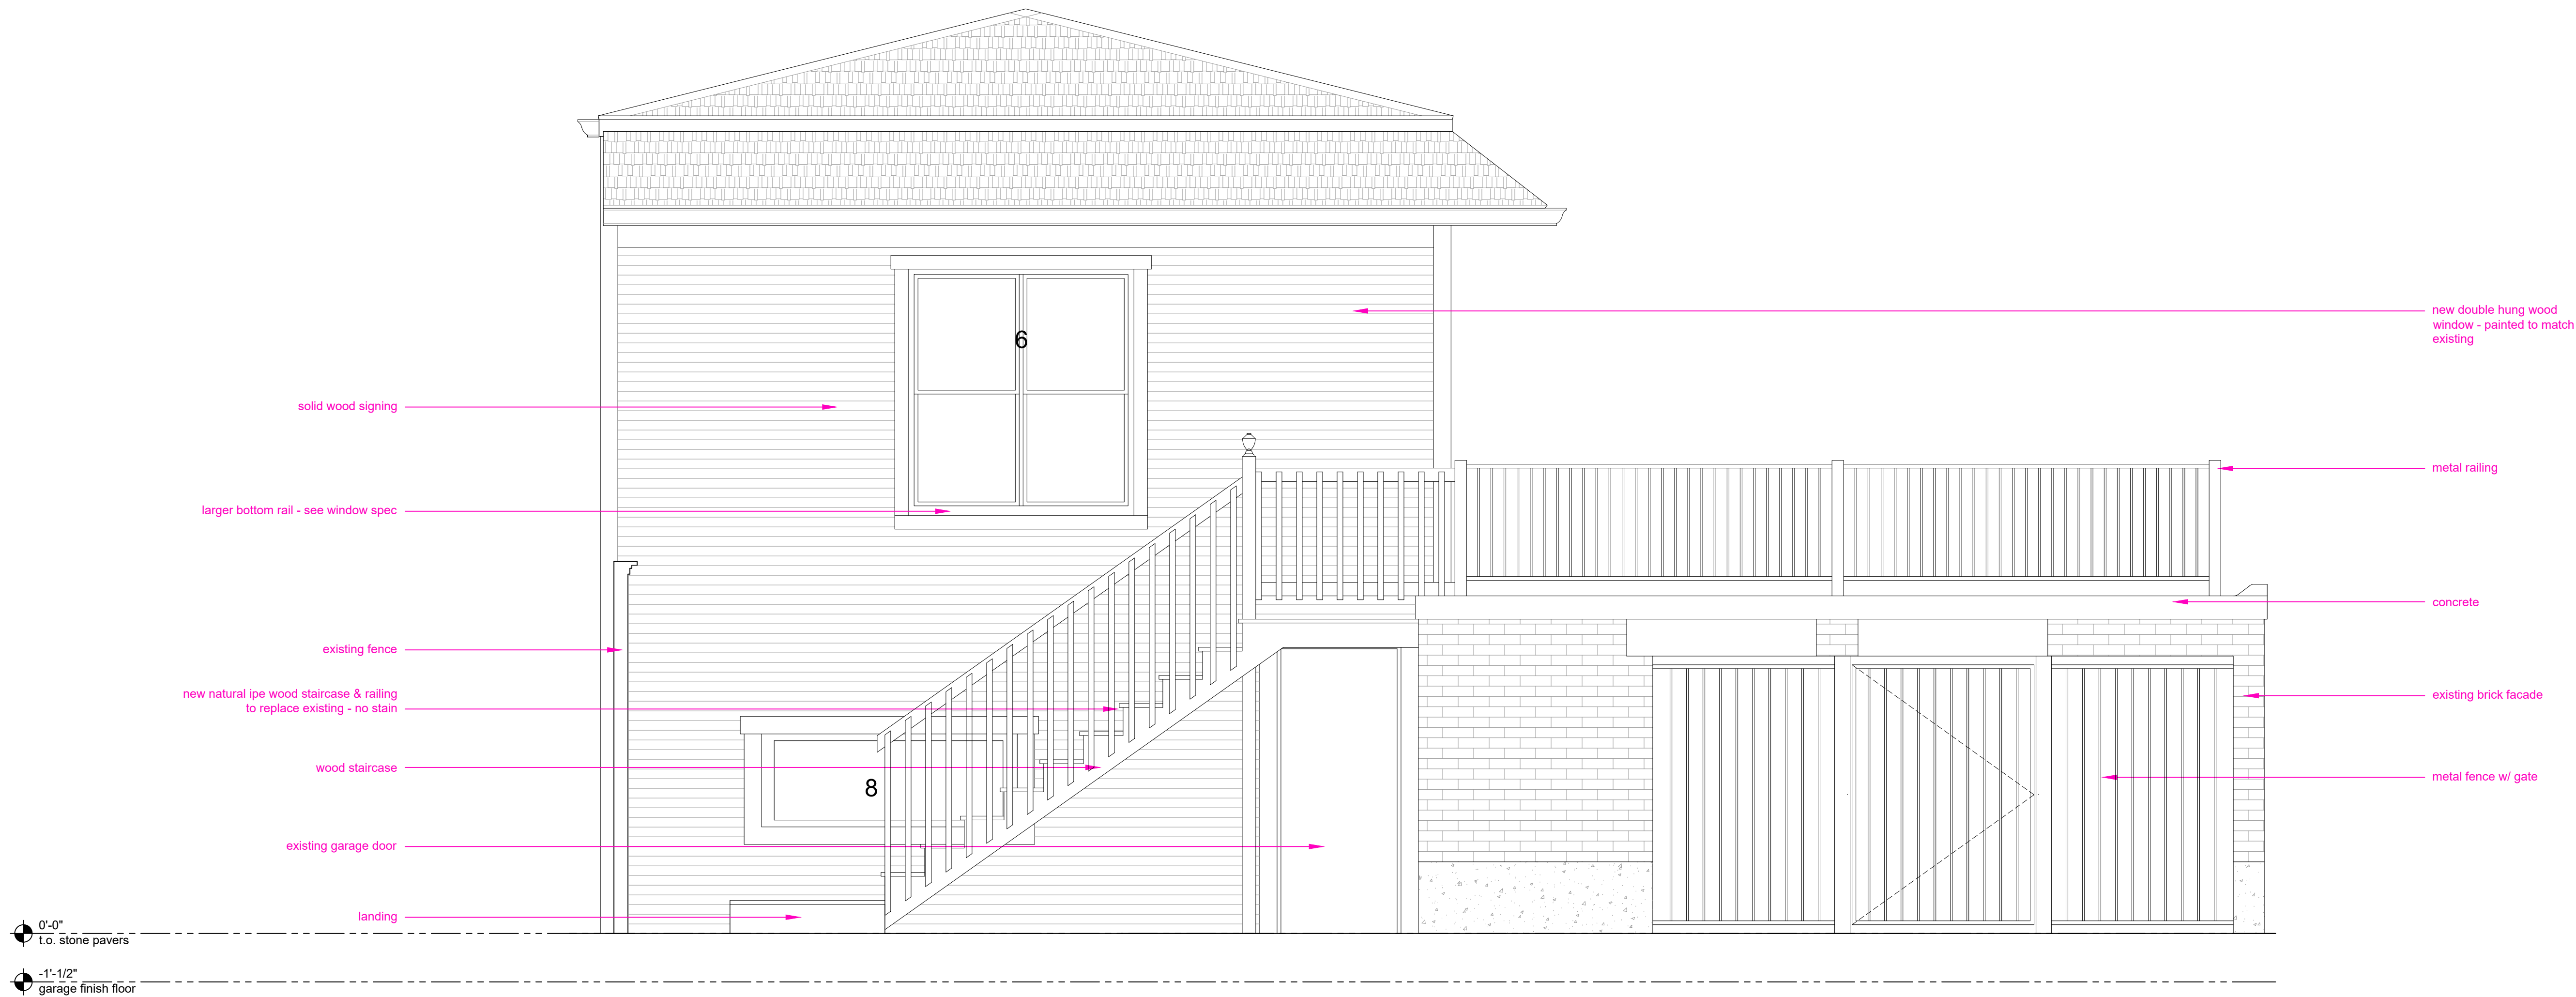 new double hung wood
window - painted to match
existing
6
solid wood signing
metal railing
larger bottom rail - see window spec
concrete
existing fence
new natural ipe wood staircase & railing
to replace existing - no stain
existing brick facade
wood staircase
metal fence w/ gate
8
existing garage door
landing
0'-0"
t.o. stone pavers
-1'-1/2"
garage finish floor